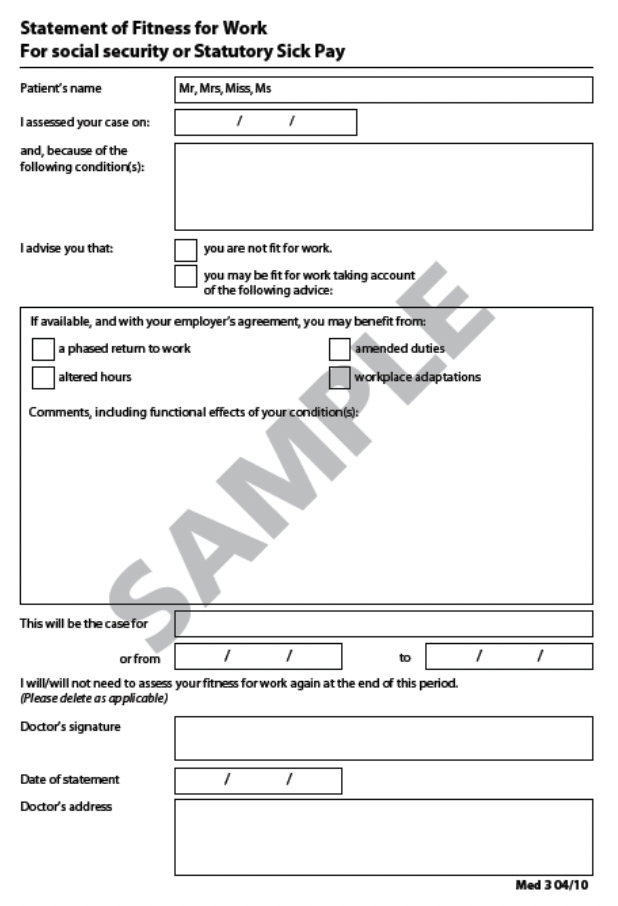 Statement of Fitness for Work
For social security or Statutory Sick Pay
Patient's name
Mr, Mrs, Miss, Ms
I assessed your case on:
/ /
and, because of the
following condition(s):
I advise you that:
you are not fit for work.
you may be fit for work taking account
of the following advice:
If available, and with your employer's agreement, you may benefit from:
a phased return to work
amended duties
altered hours
workplace adaptations
Comments, including functional effects of your condition(s):
SAMPLE
This will be the case for
or from / / to / /
I will/will not need to assess your fitness for work again at the end of this period.
(Please delete as applicable)
Doctor's signature
Date of statement
/ /
Doctor's address
Med 3 04/10